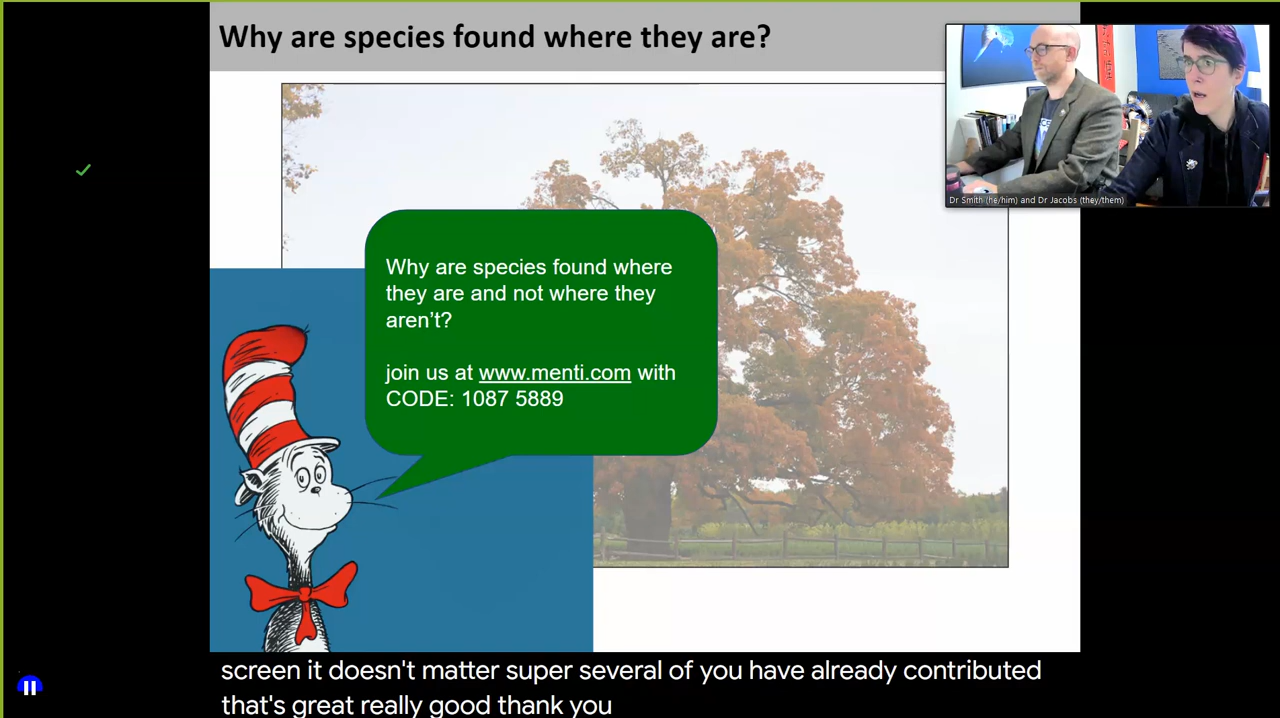 Why are species found where they are?
Dr Smith (he/him) and Dr Jacobs (they/them)
Why are species found where
they are and not where they
aren't?
join us at www.menti.com with
CODE: 1087 5889
screen it doesn't matter super several of you have already contributed
that's great really good thank you